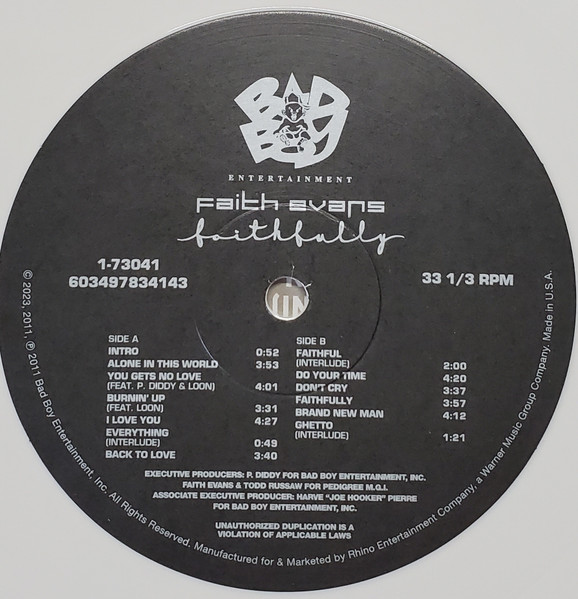 BAD
BOY
ENTERTAINMENT
Faith Evans
faithfully
1-73041
603497834143
33 1/3 RPM
SIDE A
INTRO 0:52
ALONE IN THIS WORLD 3:53
YOU GETS NO LOVE
(FEAT. P. DIDDY & LOON) 4:01
BURNIN' UP
(FEAT. LOON) 3:31
I LOVE YOU 4:27
EVERYTHING
(INTERLUDE) 0:49
BACK TO LOVE 3:40
SIDE B
FAITHFUL
(INTERLUDE) 2:00
DO YOUR TIME 4:20
DON'T CRY 3:37
FAITHFULLY 3:57
BRAND NEW MAN 4:12
GHETTO
(INTERLUDE) 1:21
EXECUTIVE PRODUCERS: P. DIDDY FOR BAD BOY ENTERTAINMENT, INC.
FAITH EVANS & TODD RUSSAW FOR PEDIGREE M.G.I.
ASSOCIATE EXECUTIVE PRODUCER: HARVE "JOE HOOKER" PIERRE
FOR BAD BOY ENTERTAINMENT, INC.
UNAUTHORIZED DUPLICATION IS A
VIOLATION OF APPLICABLE LAWS
© 2023, 2011, ℗ 2011 Bad Boy Entertainment, Inc. All Rights Reserved. Manufactured for & Marketed by Rhino Entertainment Company, a Warner Music Group Company. Made in U.S.A.